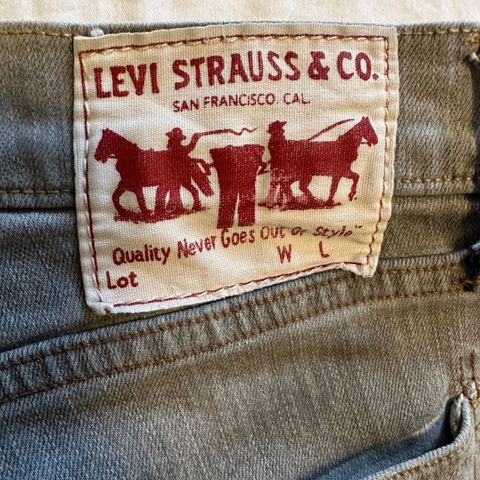 LEVI STRAUSS & CO.
SAN FRANCISCO. CAL.
Quality Never Goes Out Of Style"
W L
Lot